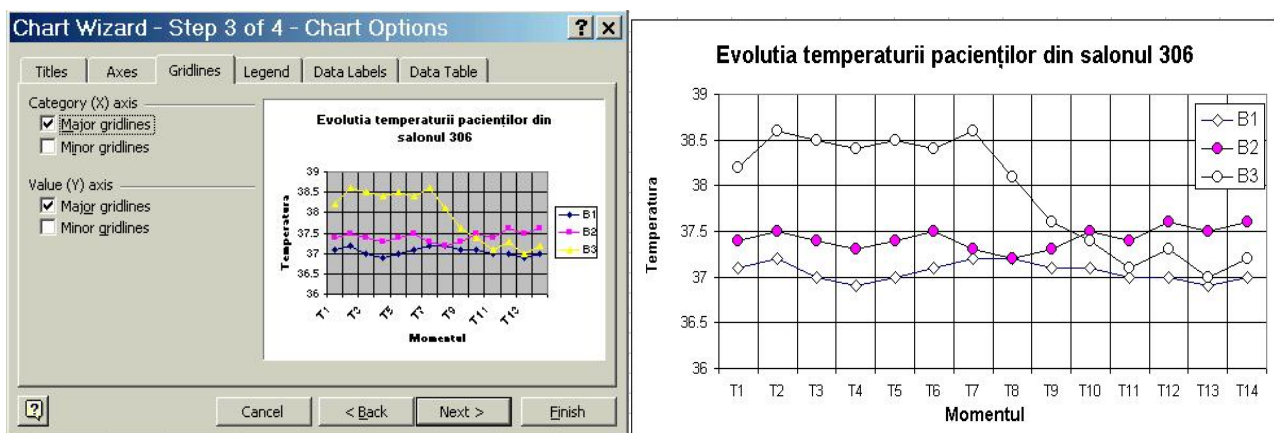 Chart Wizard - Step 3 of 4 - Chart Options
Titles
Axes
Gridlines
Legend
Data Labels
Data Table
Category (X) axis
Major gridlines
Minor gridlines
Value (Y) axis
Major gridlines
Minor gridlines
Evolutia temperaturii pacienților din
salonul 306
Temperatura
39
38.5
38
37.5
37
36.5
36
T1
T3
T5
T7
T9
T11
T13
Momentul
B1
B2
B3
?
Cancel
< Back
Next >
Finish
Evolutia temperaturii pacienților din salonul 306
Temperatura
39
38.5
38
37.5
37
36.5
36
B1
B2
B3
T1 T2 T3 T4 T5 T6 T7 T8 T9 T10 T11 T12 T13 T14
Momentul